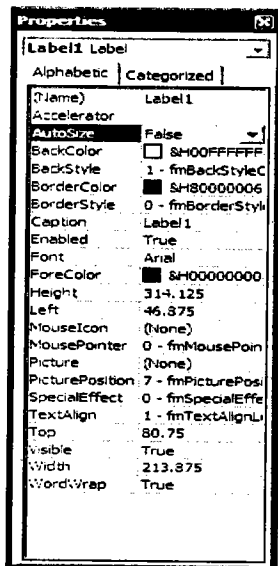 Properties
Label1 Label
Alphabetic Categorized
(Name) Label1
Accelerator
AutoSize False
BackColor &H00FFFFFF
BackStyle 1 - fmBackStyleO
BorderColor &H80000006
BorderStyle 0 - fmBorderStyl
Caption Label1
Enabled True
Font Arial
ForeColor &H00000000
Height 314.125
Left 46.875
MouseIcon (None)
MousePointer 0 - fmMousePoin
Picture (None)
PicturePosition 7 - fmPicturePosi
SpecialEffect 0 - fmSpecialEffe
TextAlign 1 - fmTextAlignL
Top 80.75
Visible True
Width 213.875
WordWrap True